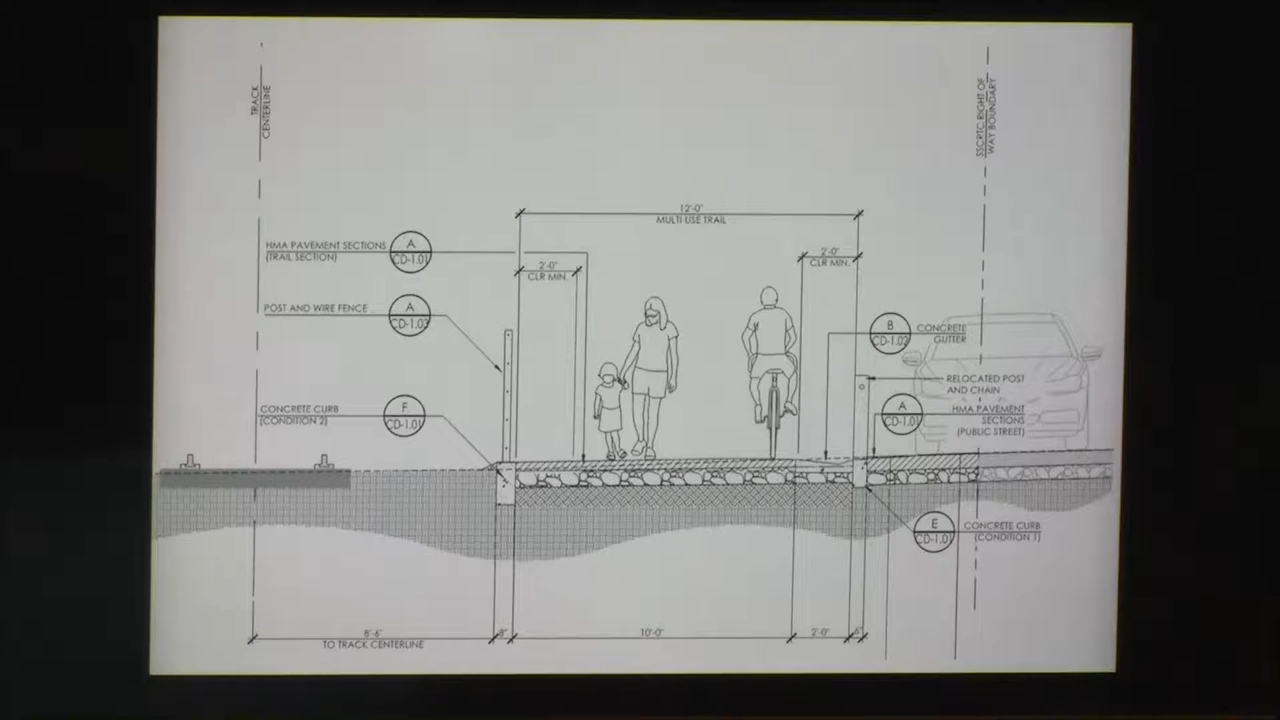 TRACK
CENTERLINE
SSCRTC RIGHT OF
WAY BOUNDARY
12'-0"
MULTI-USE TRAIL
HMA PAVEMENT SECTIONS
(TRAIL SECTION)
A
CD-1.01
2'-0"
CLR MIN.
2'-0"
CLR MIN.
POST AND WIRE FENCE
A
CD-1.03
B
CD-1.02
CONCRETE
GUTTER
RELOCATED POST
AND CHAIN
CONCRETE CURB
(CONDITION 2)
F
CD-1.01
A
CD-1.01
HMA PAVEMENT
SECTIONS
(PUBLIC STREET)
E
CD-1.01
CONCRETE CURB
(CONDITION 1)
8'-6"
TO TRACK CENTERLINE
8"
10'-0"
2'-0"
6"